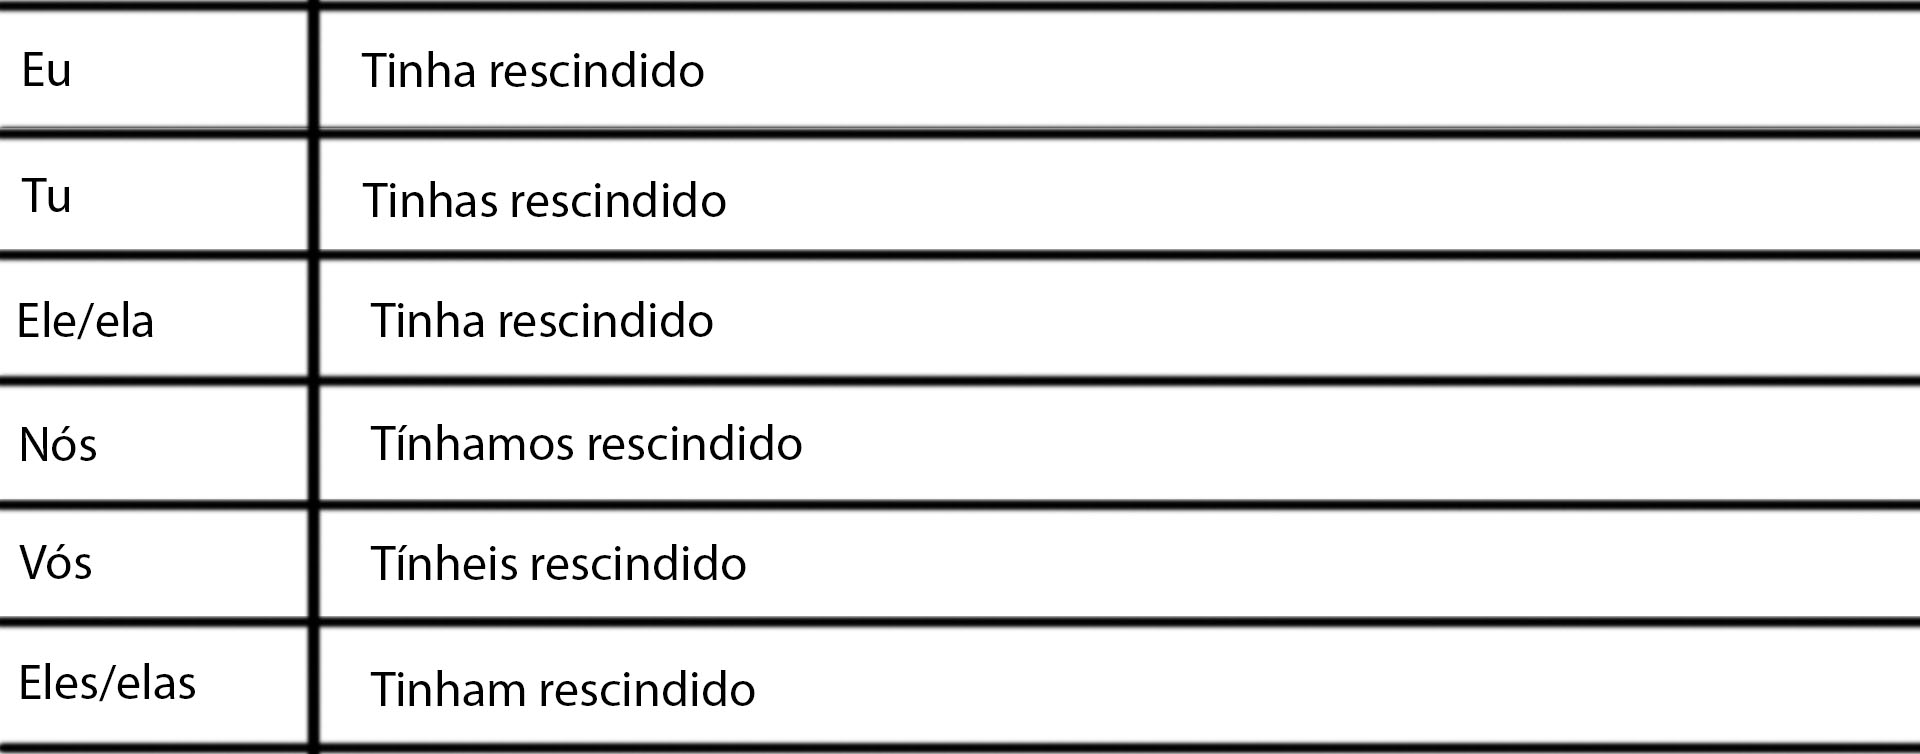 Eu Tinha rescindido
Tu Tinhas rescindido
Ele/ela Tinha rescindido
Nós Tínhamos rescindido
Vós Tínheis rescindido
Eles/elas Tinham rescindido